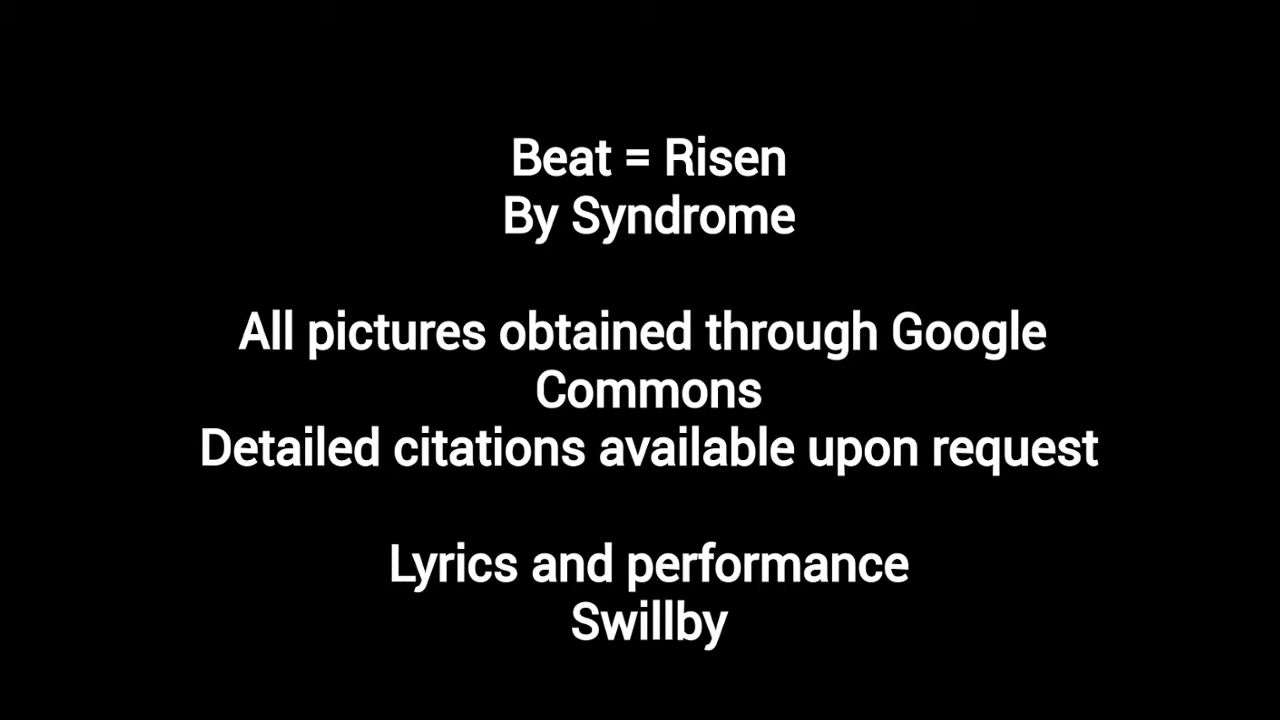 Beat = Risen
By Syndrome
All pictures obtained through Google
Commons
Detailed citations available upon request
Lyrics and performance
Swillby